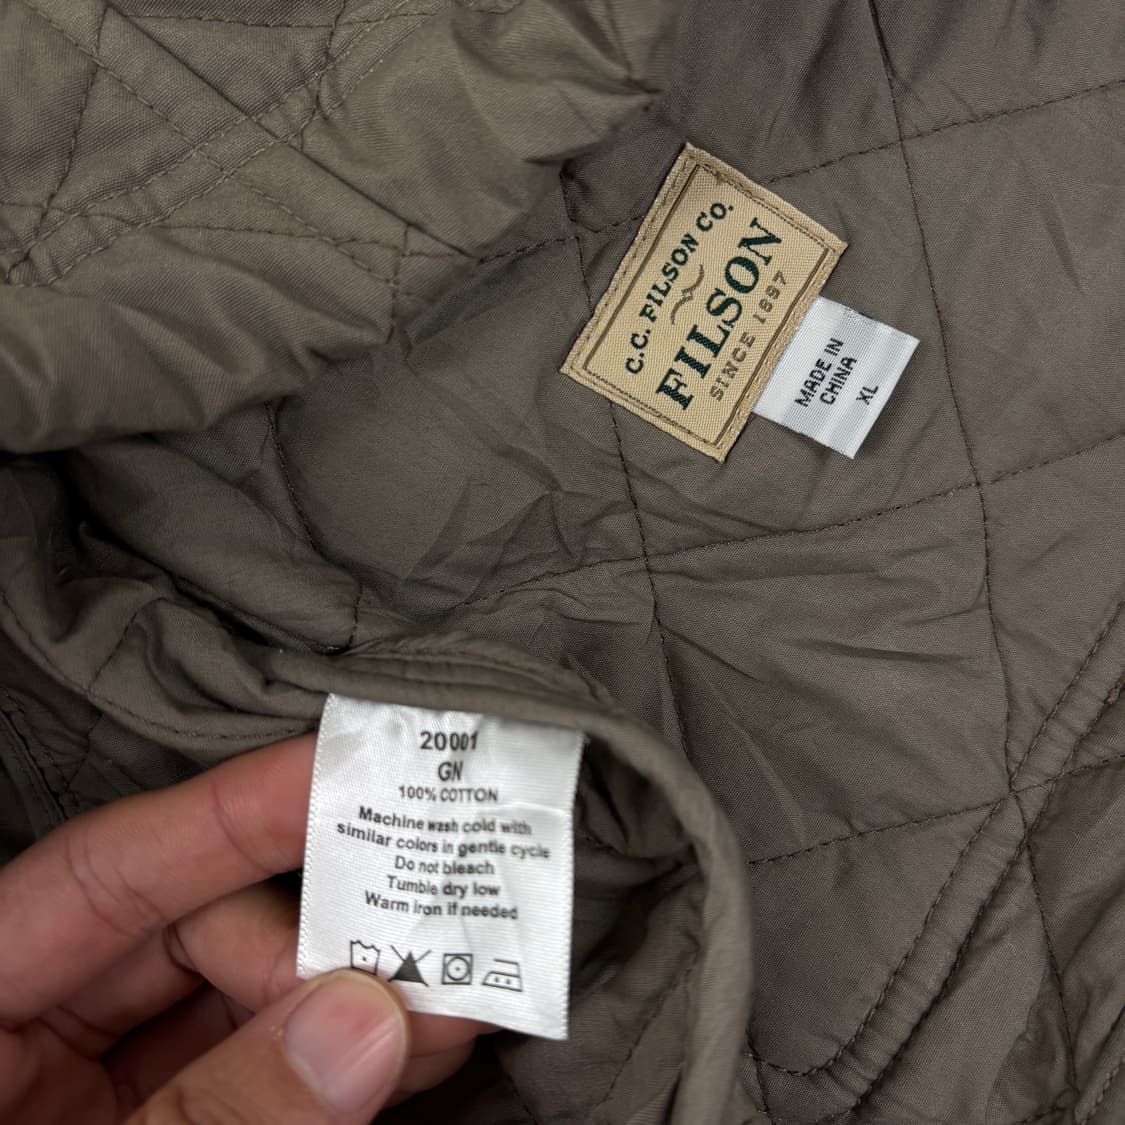 C.C. FILSON CO.
FILSON
SINCE 1897
MADE IN
CHINA
XL
20001
GN
100% COTTON
Machine wash cold with
similar colors in gentle cycle
Do not bleach
Tumble dry low
Warm iron if needed